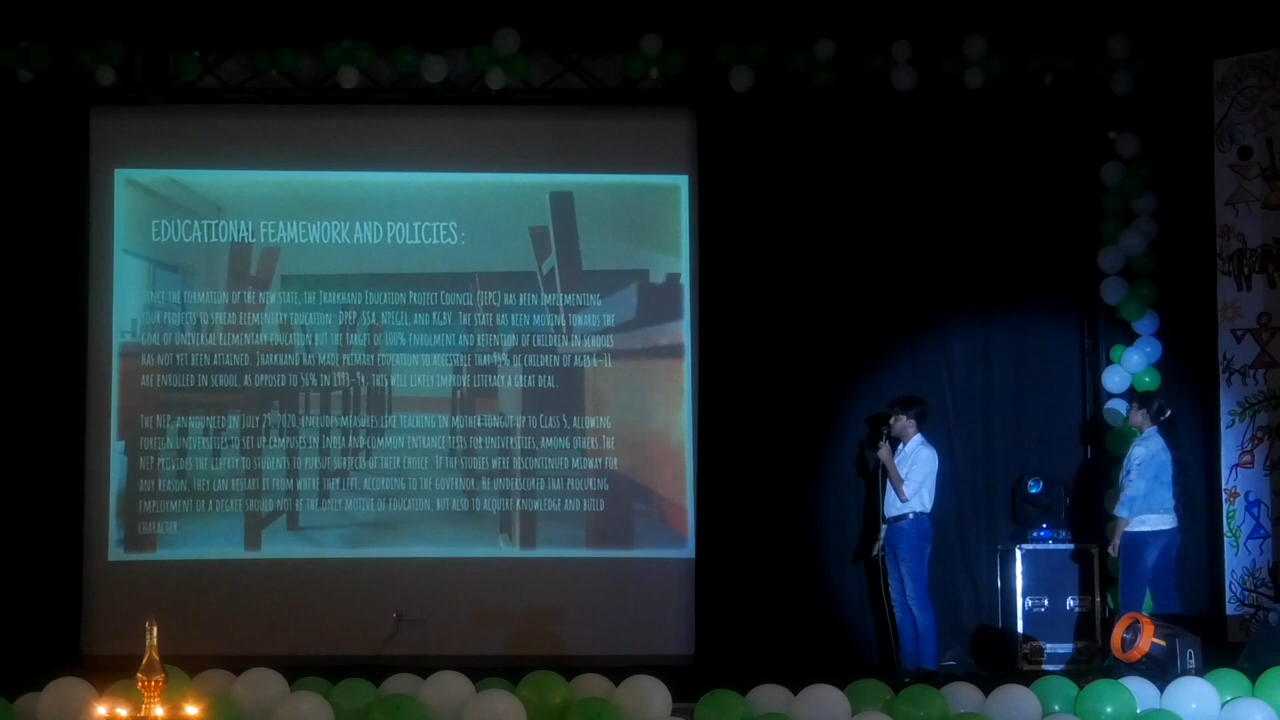 EDUCATIONAL FEAMEWORK AND POLICIES :
SINCE THE FORMATION OF THE NEW STATE, THE JHARKHAND EDUCATION PROJECT COUNCIL (JEPC) HAS BEEN IMPLEMENTING
FOUR PROJECTS TO SPREAD ELEMENTARY EDUCATION: DPEP, SSA, NPEGEL, AND KGBV. THE STATE HAS BEEN MOVING TOWARDS THE
GOAL OF UNIVERSAL ELEMENTARY EDUCATION BUT THE TARGET OF 100% ENROLMENT AND RETENTION OF CHILDREN IN SCHOOLS
HAS NOT YET BEEN ATTAINED. JHARKHAND HAS MADE PRIMARY EDUCATION SO ACCESSIBLE THAT 95% OF CHILDREN OF AGES 6–11
ARE ENROLLED IN SCHOOL, AS OPPOSED TO 56% IN 1993–94; THIS WILL LIKELY IMPROVE LITERACY A GREAT DEAL.
THE NEP, ANNOUNCED IN JULY 29, 2020, INCLUDES MEASURES LIKE TEACHING IN MOTHER TONGUE UP TO CLASS 5, ALLOWING
FOREIGN UNIVERSITIES TO SET UP CAMPUSES IN INDIA AND COMMON ENTRANCE TESTS FOR UNIVERSITIES, AMONG OTHERS.THE
NEP PROVIDES THE LIBERTY TO STUDENTS TO PURSUE SUBJECTS OF THEIR CHOICE. IF THE STUDIES WERE DISCONTINUED MIDWAY FOR
ANY REASON, THEY CAN RESTART IT FROM WHERE THEY LEFT, ACCORDING TO THE GOVERNOR. HE UNDERSCORED THAT PROCURING
EMPLOYMENT OR A DEGREE SHOULD NOT BE THE ONLY MOTIVE OF EDUCATION, BUT ALSO TO ACQUIRE KNOWLEDGE AND BUILD
CHARACTER.